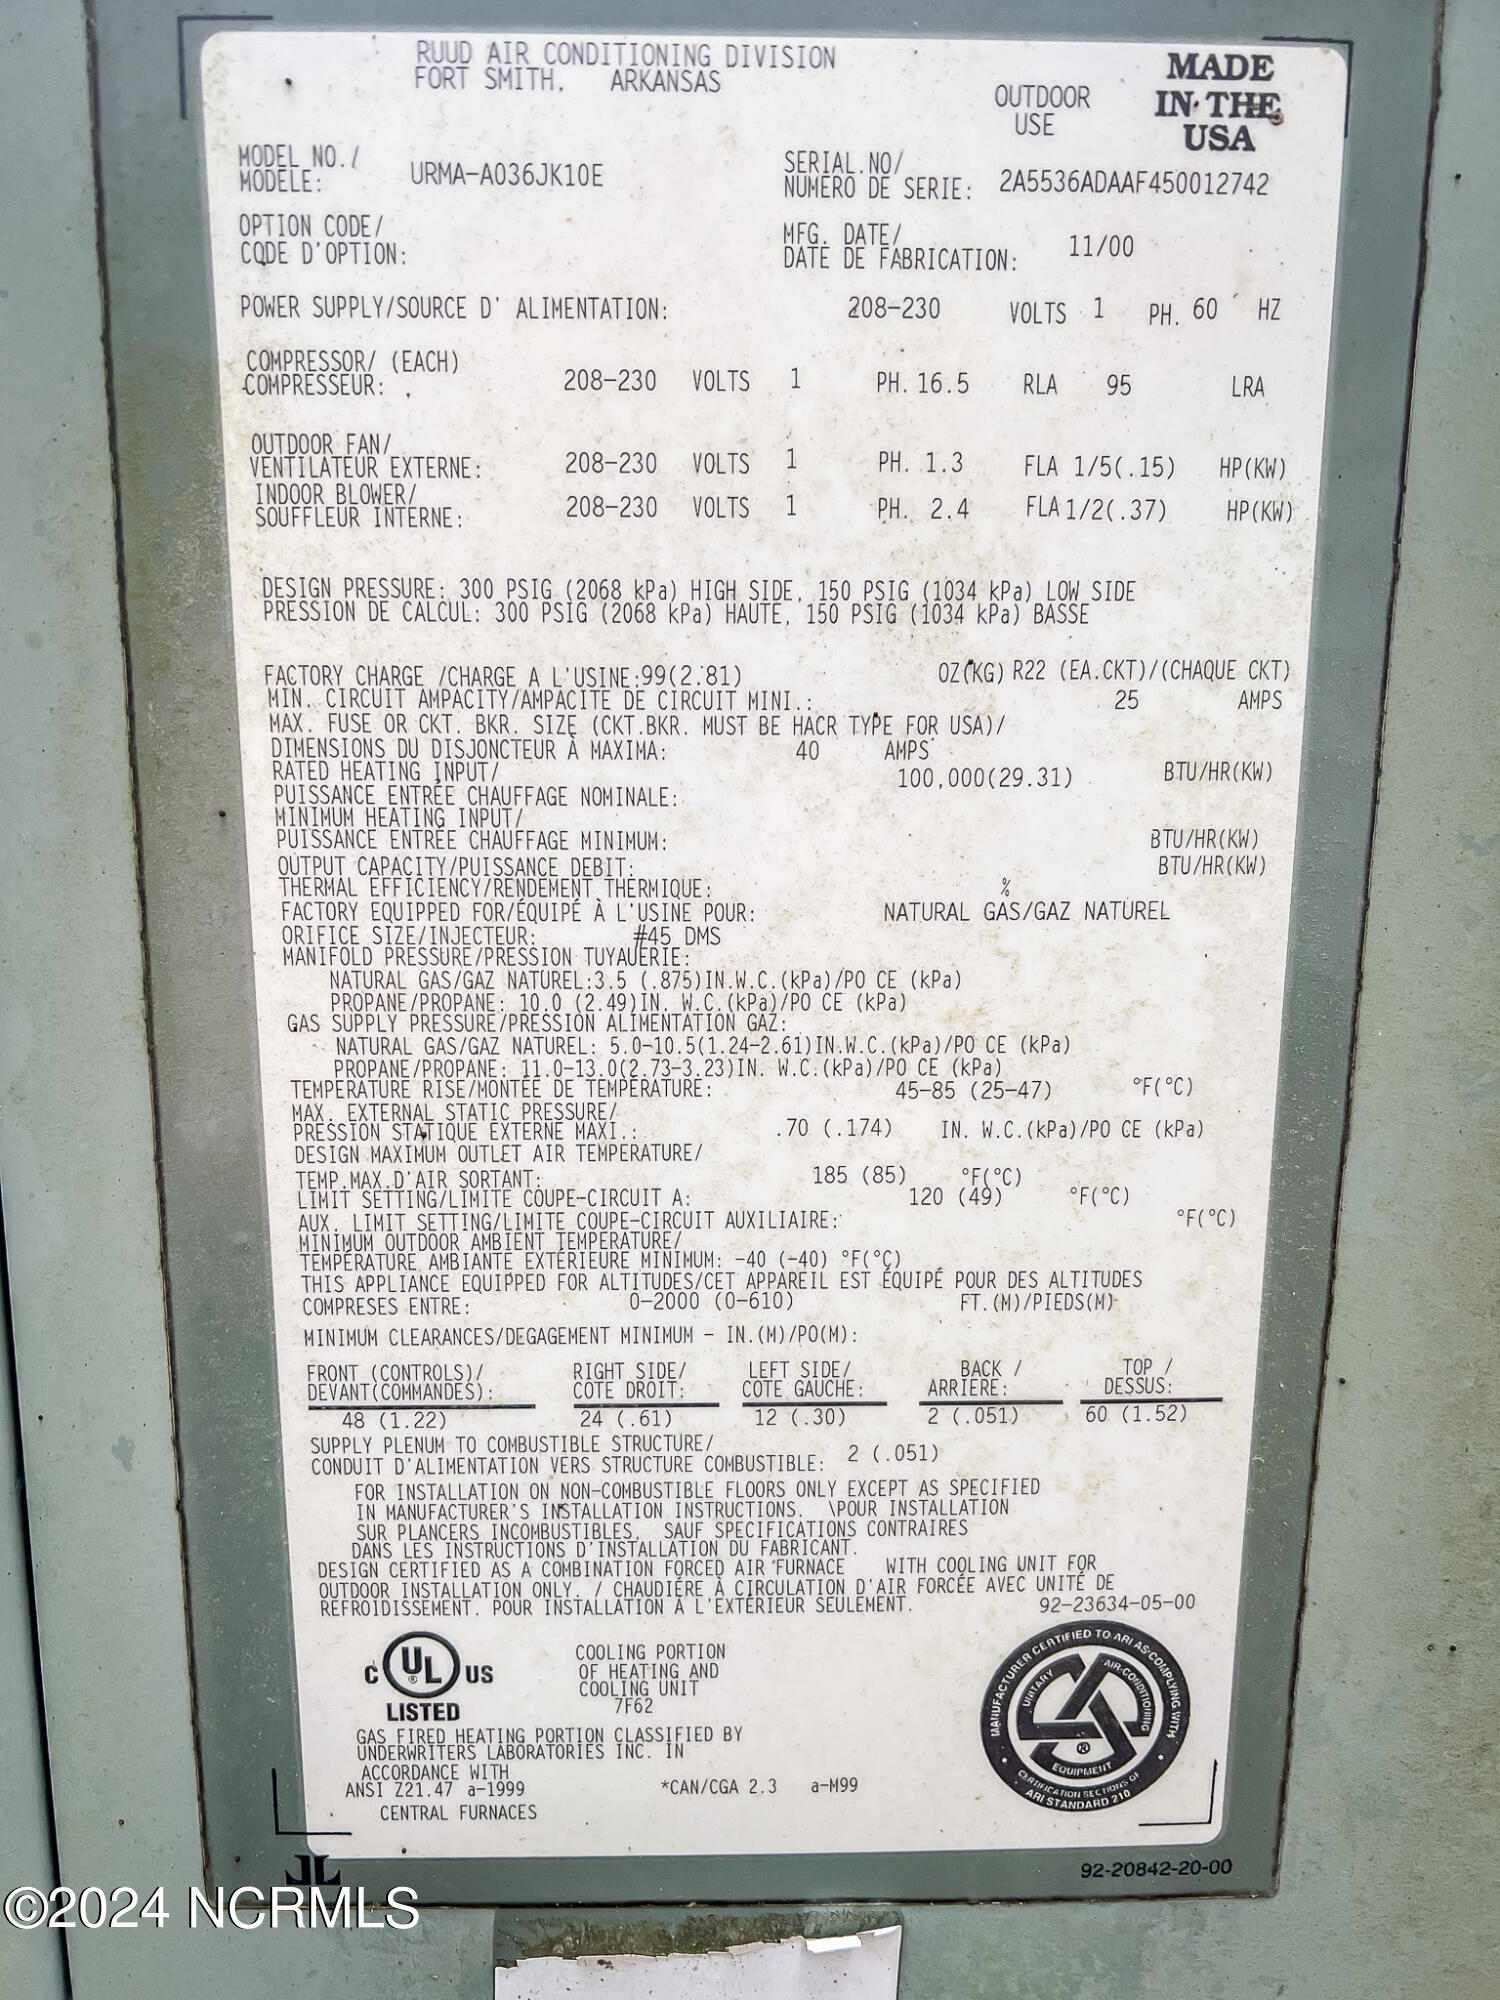 RUUD AIR CONDITIONING DIVISION
FORT SMITH, ARKANSAS
OUTDOOR
USE
MADE
IN THE
USA
MODEL NO./
MODELE: URMA-A036JK10E
SERIAL NO/
NUMERO DE SERIE: 2A5536ADAAF450012742
OPTION CODE/
CODE D'OPTION:
MFG. DATE/
DATE DE FABRICATION: 11/00
POWER SUPPLY/SOURCE D' ALIMENTATION: 208-230 VOLTS 1 PH. 60 HZ
COMPRESSOR/ (EACH)
COMPRESSEUR: 208-230 VOLTS 1 PH. 16.5 RLA 95 LRA
OUTDOOR FAN/
VENTILATEUR EXTERNE: 208-230 VOLTS 1 PH. 1.3 FLA 1/5(.15) HP(KW)
INDOOR BLOWER/
SOUFFLEUR INTERNE: 208-230 VOLTS 1 PH. 2.4 FLA 1/2(.37) HP(KW)
DESIGN PRESSURE: 300 PSIG (2068 kPa) HIGH SIDE, 150 PSIG (1034 kPa) LOW SIDE
PRESSION DE CALCUL: 300 PSIG (2068 kPa) HAUTE, 150 PSIG (1034 kPa) BASSE
FACTORY CHARGE /CHARGE A L'USINE:99(2.81) OZ(KG) R22 (EA.CKT)/(CHAQUE CKT)
MIN. CIRCUIT AMPACITY/AMPACITE DE CIRCUIT MINI.: 25 AMPS
MAX. FUSE OR CKT. BKR. SIZE (CKT.BKR. MUST BE HACR TYPE FOR USA)/
DIMENSIONS DU DISJONCTEUR À MAXIMA: 40 AMPS
RATED HEATING INPUT/
PUISSANCE ENTRÉE CHAUFFAGE NOMINALE: 100,000(29.31) BTU/HR(KW)
MINIMUM HEATING INPUT/
PUISSANCE ENTRÉE CHAUFFAGE MINIMUM: BTU/HR(KW)
OUTPUT CAPACITY/PUISSANCE DEBIT: BTU/HR(KW)
THERMAL EFFICIENCY/RENDEMENT THERMIQUE: %
FACTORY EQUIPPED FOR/ÉQUIPÉ À L'USINE POUR: NATURAL GAS/GAZ NATUREL
ORIFICE SIZE/INJECTEUR: #45 DMS
MANIFOLD PRESSURE/PRESSION TUYAUERIE:
NATURAL GAS/GAZ NATUREL:3.5 (.875)IN.W.C.(kPa)/PO CE (kPa)
PROPANE/PROPANE: 10.0 (2.49)IN. W.C.(kPa)/PO CE (kPa)
GAS SUPPLY PRESSURE/PRESSION ALIMENTATION GAZ:
NATURAL GAS/GAZ NATUREL: 5.0-10.5(1.24-2.61)IN.W.C.(kPa)/PO CE (kPa)
PROPANE/PROPANE: 11.0-13.0(2.73-3.23)IN. W.C.(kPa)/PO CE (kPa)
TEMPERATURE RISE/MONTÉE DE TEMPÉRATURE: 45-85 (25-47) °F(°C)
MAX. EXTERNAL STATIC PRESSURE/
PRESSION STATIQUE EXTERNE MAXI.: .70 (.174) IN. W.C.(kPa)/PO CE (kPa)
DESIGN MAXIMUM OUTLET AIR TEMPERATURE/
TEMP.MAX.D'AIR SORTANT: 185 (85) °F(°C)
LIMIT SETTING/LIMITE COUPE-CIRCUIT A: 120 (49) °F(°C)
AUX. LIMIT SETTING/LIMITE COUPE-CIRCUIT AUXILIAIRE: °F(°C)
MINIMUM OUTDOOR AMBIENT TEMPERATURE/
TEMPÉRATURE AMBIANTE EXTÉRIEURE MINIMUM: -40 (-40) °F(°C)
THIS APPLIANCE EQUIPPED FOR ALTITUDES/CET APPAREIL EST ÉQUIPÉ POUR DES ALTITUDES
COMPRESES ENTRE: 0-2000 (0-610) FT.(M)/PIEDS(M)
MINIMUM CLEARANCES/DEGAGEMENT MINIMUM - IN.(M)/PO(M):
FRONT (CONTROLS)/ RIGHT SIDE/ LEFT SIDE/ BACK / TOP /
DEVANT(COMMANDES): COTE DROIT: COTE GAUCHE: ARRIERE: DESSUS:
48 (1.22) 24 (.61) 12 (.30) 2 (.051) 60 (1.52)
SUPPLY PLENUM TO COMBUSTIBLE STRUCTURE/
CONDUIT D'ALIMENTATION VERS STRUCTURE COMBUSTIBLE: 2 (.051)
FOR INSTALLATION ON NON-COMBUSTIBLE FLOORS ONLY EXCEPT AS SPECIFIED
IN MANUFACTURER'S INSTALLATION INSTRUCTIONS. \POUR INSTALLATION
SUR PLANCERS INCOMBUSTIBLES, SAUF SPECIFICATIONS CONTRAIRES
DANS LES INSTRUCTIONS D'INSTALLATION DU FABRICANT.
DESIGN CERTIFIED AS A COMBINATION FORCED AIR FURNACE WITH COOLING UNIT FOR
OUTDOOR INSTALLATION ONLY. / CHAUDIÉRE À CIRCULATION D'AIR FORCÉE AVEC UNITÉ DE
REFROIDISSEMENT. POUR INSTALLATION A L'EXTÉRIEUR SEULEMENT. 92-23634-05-00
C UL ® US
LISTED
COOLING PORTION
OF HEATING AND
COOLING UNIT
7F62
GAS FIRED HEATING PORTION CLASSIFIED BY
UNDERWRITERS LABORATORIES INC. IN
ACCORDANCE WITH
ANSI Z21.47 a-1999 *CAN/CGA 2.3 a-M99
CENTRAL FURNACES
MANUFACTURER CERTIFIED TO ARI AS COMPLYING WITH
UNITARY AIR-CONDITIONING
®
EQUIPMENT
CERTIFICATION SECTIONS OF
ARI STANDARD 210
92-20842-20-00
©2024 NCRMLS